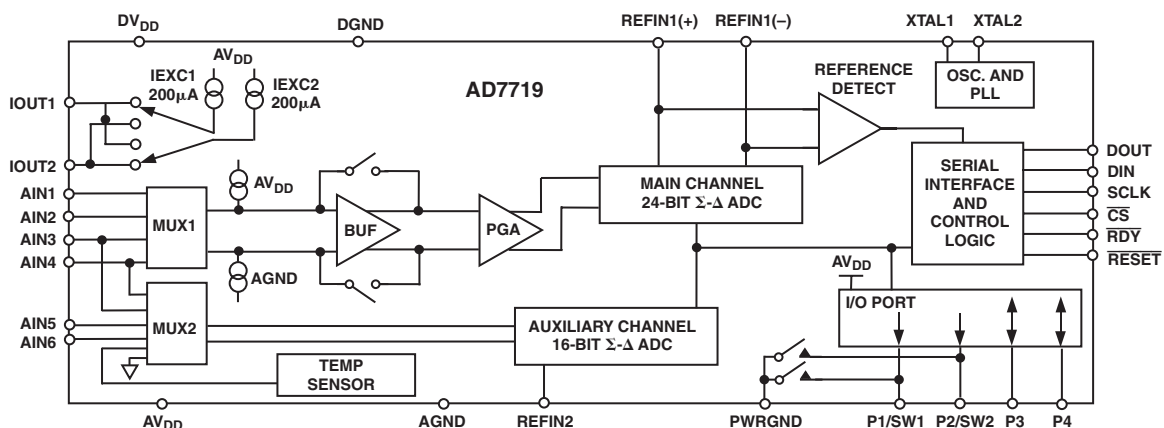 DVDD
DGND
REFIN1(+)
REFIN1(–)
XTAL1
XTAL2
AVDD
IEXC1
200µA
IEXC2
200µA
AD7719
REFERENCE
DETECT
OSC. AND
PLL
IOUT1
IOUT2
AIN1
AIN2
AIN3
AIN4
AIN5
AIN6
MUX1
AVDD
AGND
BUF
PGA
MAIN CHANNEL
24-BIT Σ-Δ ADC
SERIAL
INTERFACE
AND
CONTROL
LOGIC
DOUT
DIN
SCLK
CS
RDY
RESET
MUX2
AUXILIARY CHANNEL
16-BIT Σ-Δ ADC
TEMP
SENSOR
AVDD
I/O PORT
AVDD
AGND
REFIN2
PWRGND
P1/SW1
P2/SW2
P3
P4